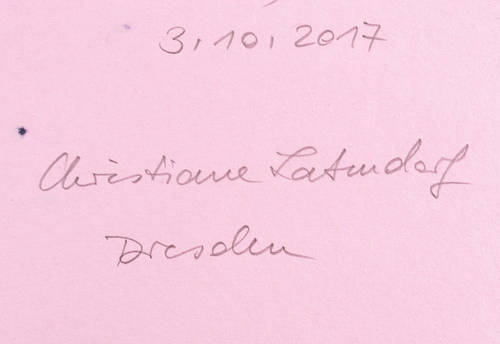 3.10.2017
Christiane Latendorf
Dresden